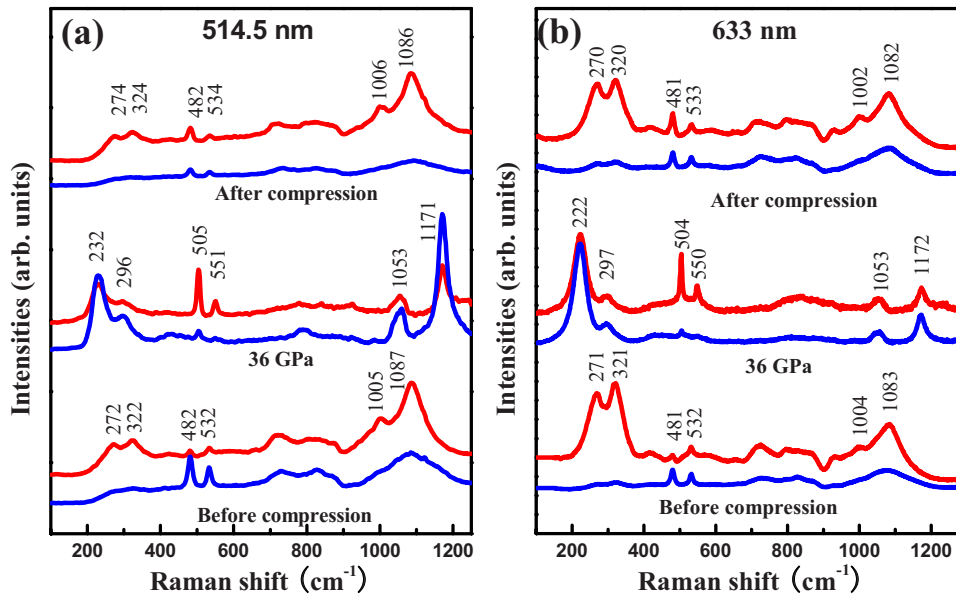 (a)
514.5 nm
274
324
482
534
1006
1086
After compression
232
296
505
551
1053
1171
36 GPa
272
322
482
532
1005
1087
Before compression
Intensities (arb. units)
200 400 600 800 1000 1200
Raman shift (cm-1)
(b)
633 nm
270
320
481
533
1002
1082
After compression
222
297
504
550
1053
1172
36 GPa
271
321
481
532
1004
1083
Before compression
Intensities (arb. units)
200 400 600 800 1000 1200
Raman shift (cm-1)